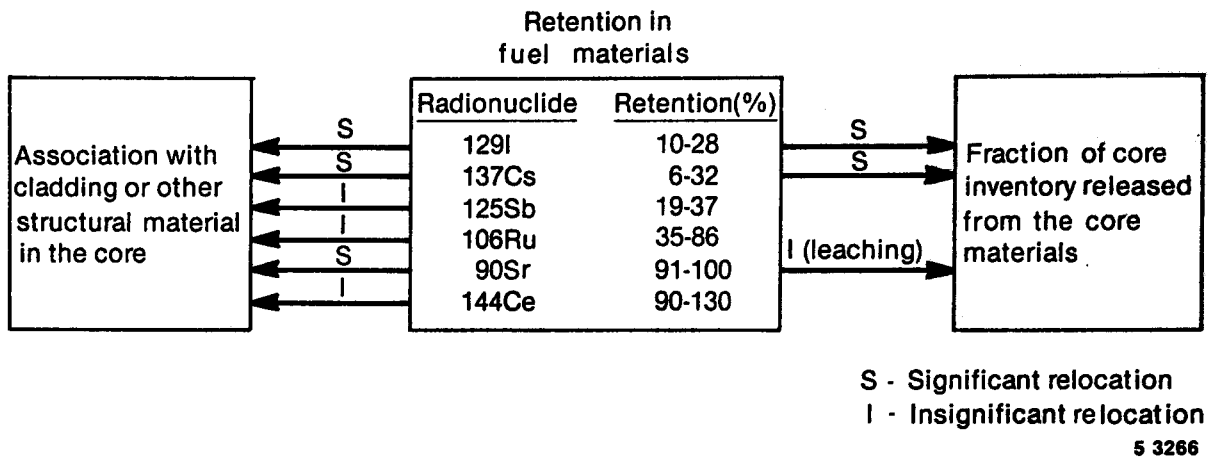 Retention in
fuel materials
Association with
cladding or other
structural material
in the core
S
S
I
I
S
I
Radionuclide Retention(%)
129I 10-28
137Cs 6-32
125Sb 19-37
106Ru 35-86
90Sr 91-100
144Ce 90-130
S
S
I (leaching)
Fraction of core
inventory released
from the core
materials
S - Significant relocation
I - Insignificant relocation
5 3266